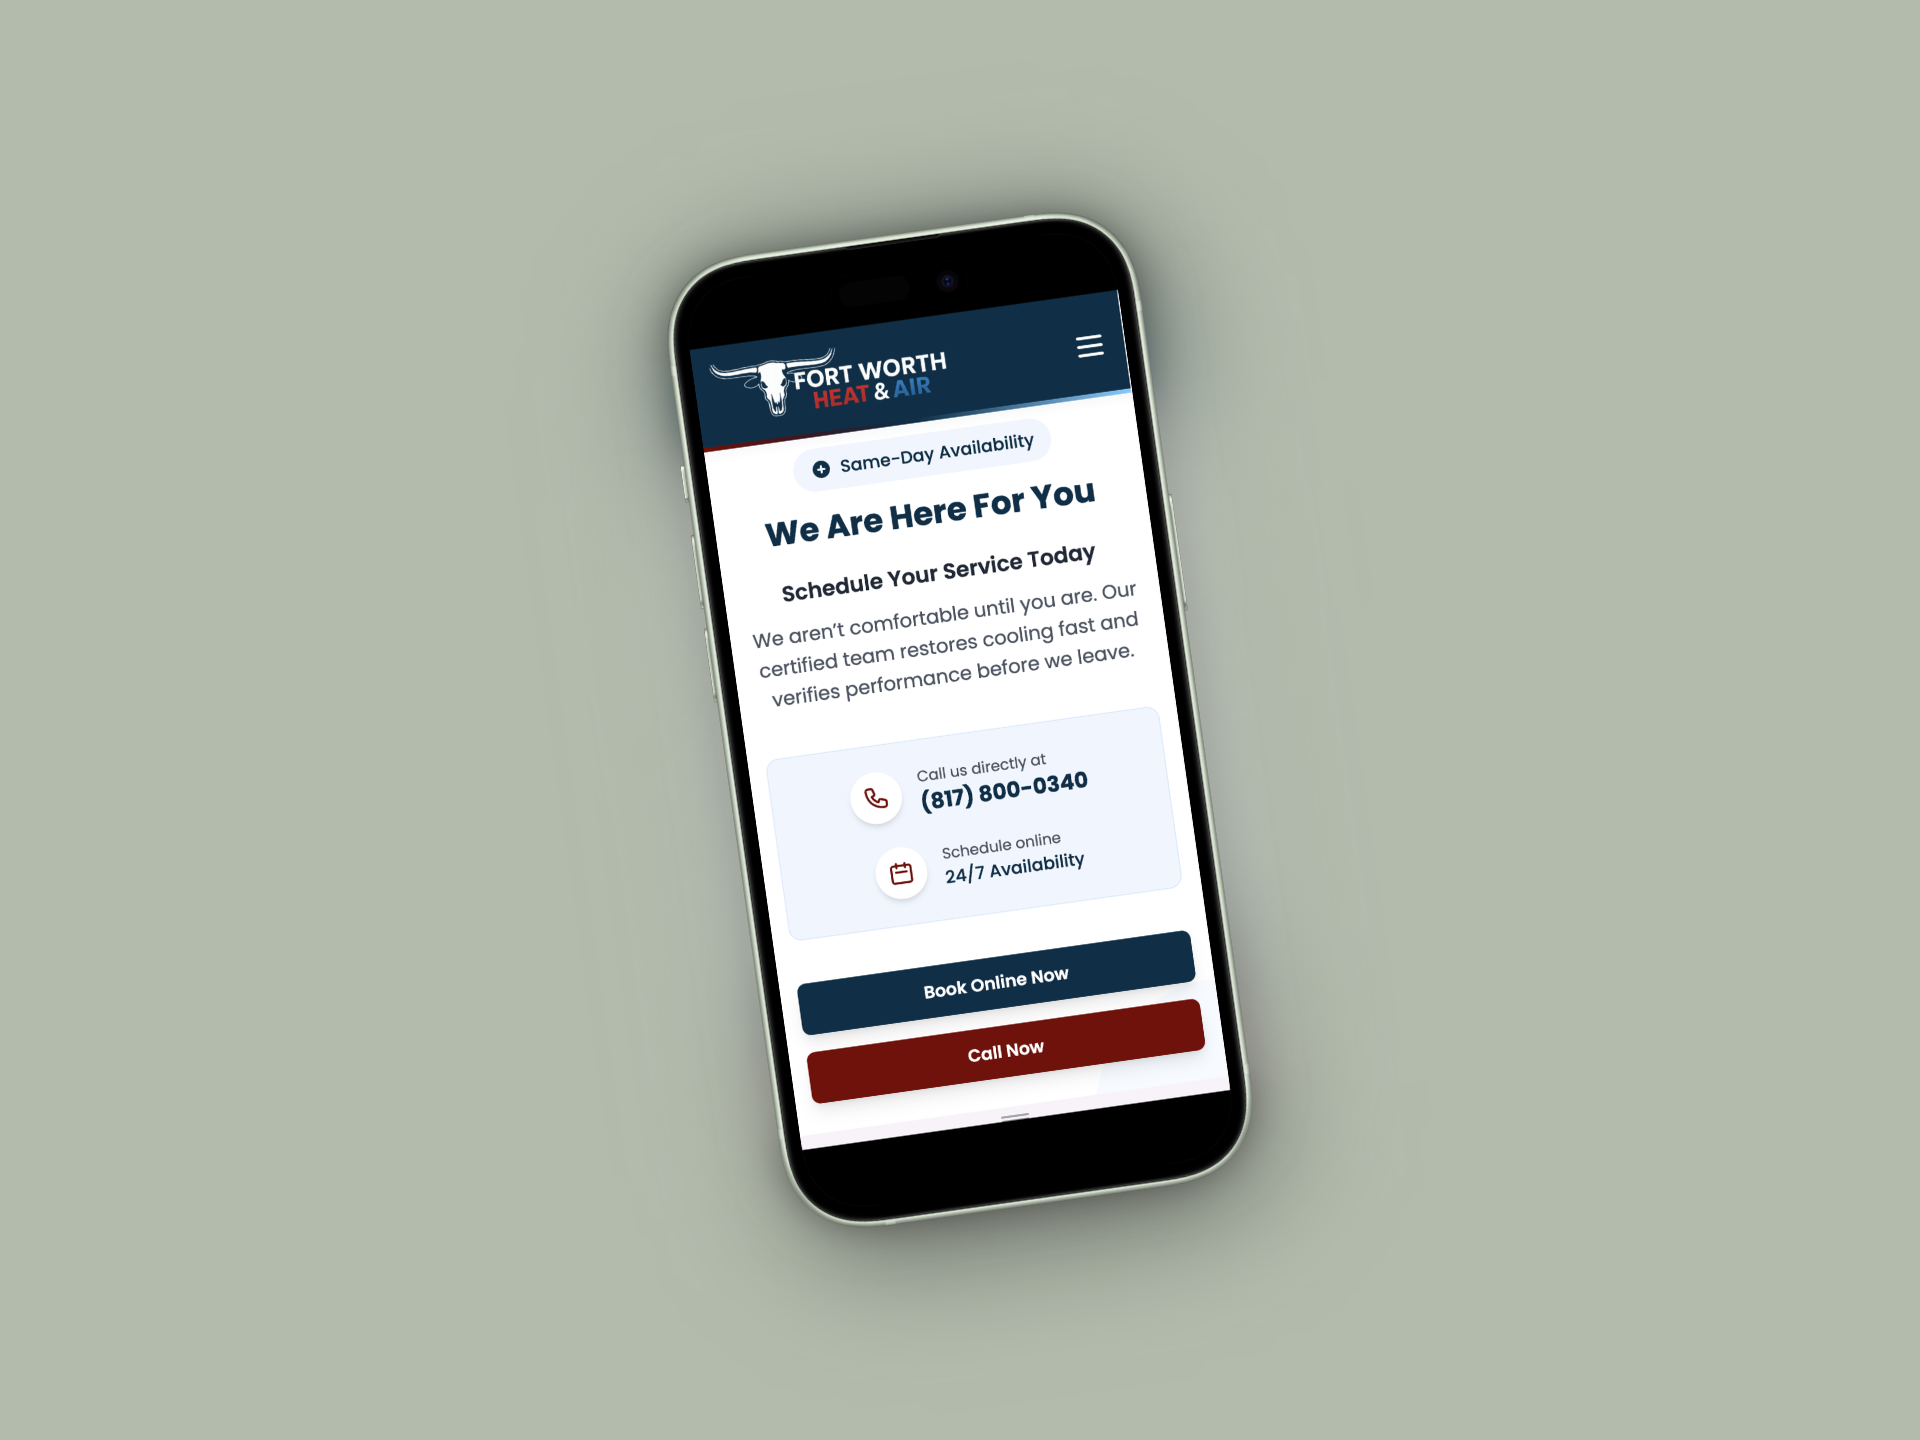 FORT WORTH
HEAT & AIR
Same-Day Availability
We Are Here For You
Schedule Your Service Today
We aren’t comfortable until you are. Our
certified team restores cooling fast and
verifies performance before we leave.
Call us directly at
(817) 800-0340
Schedule online
24/7 Availability
Book Online Now
Call Now